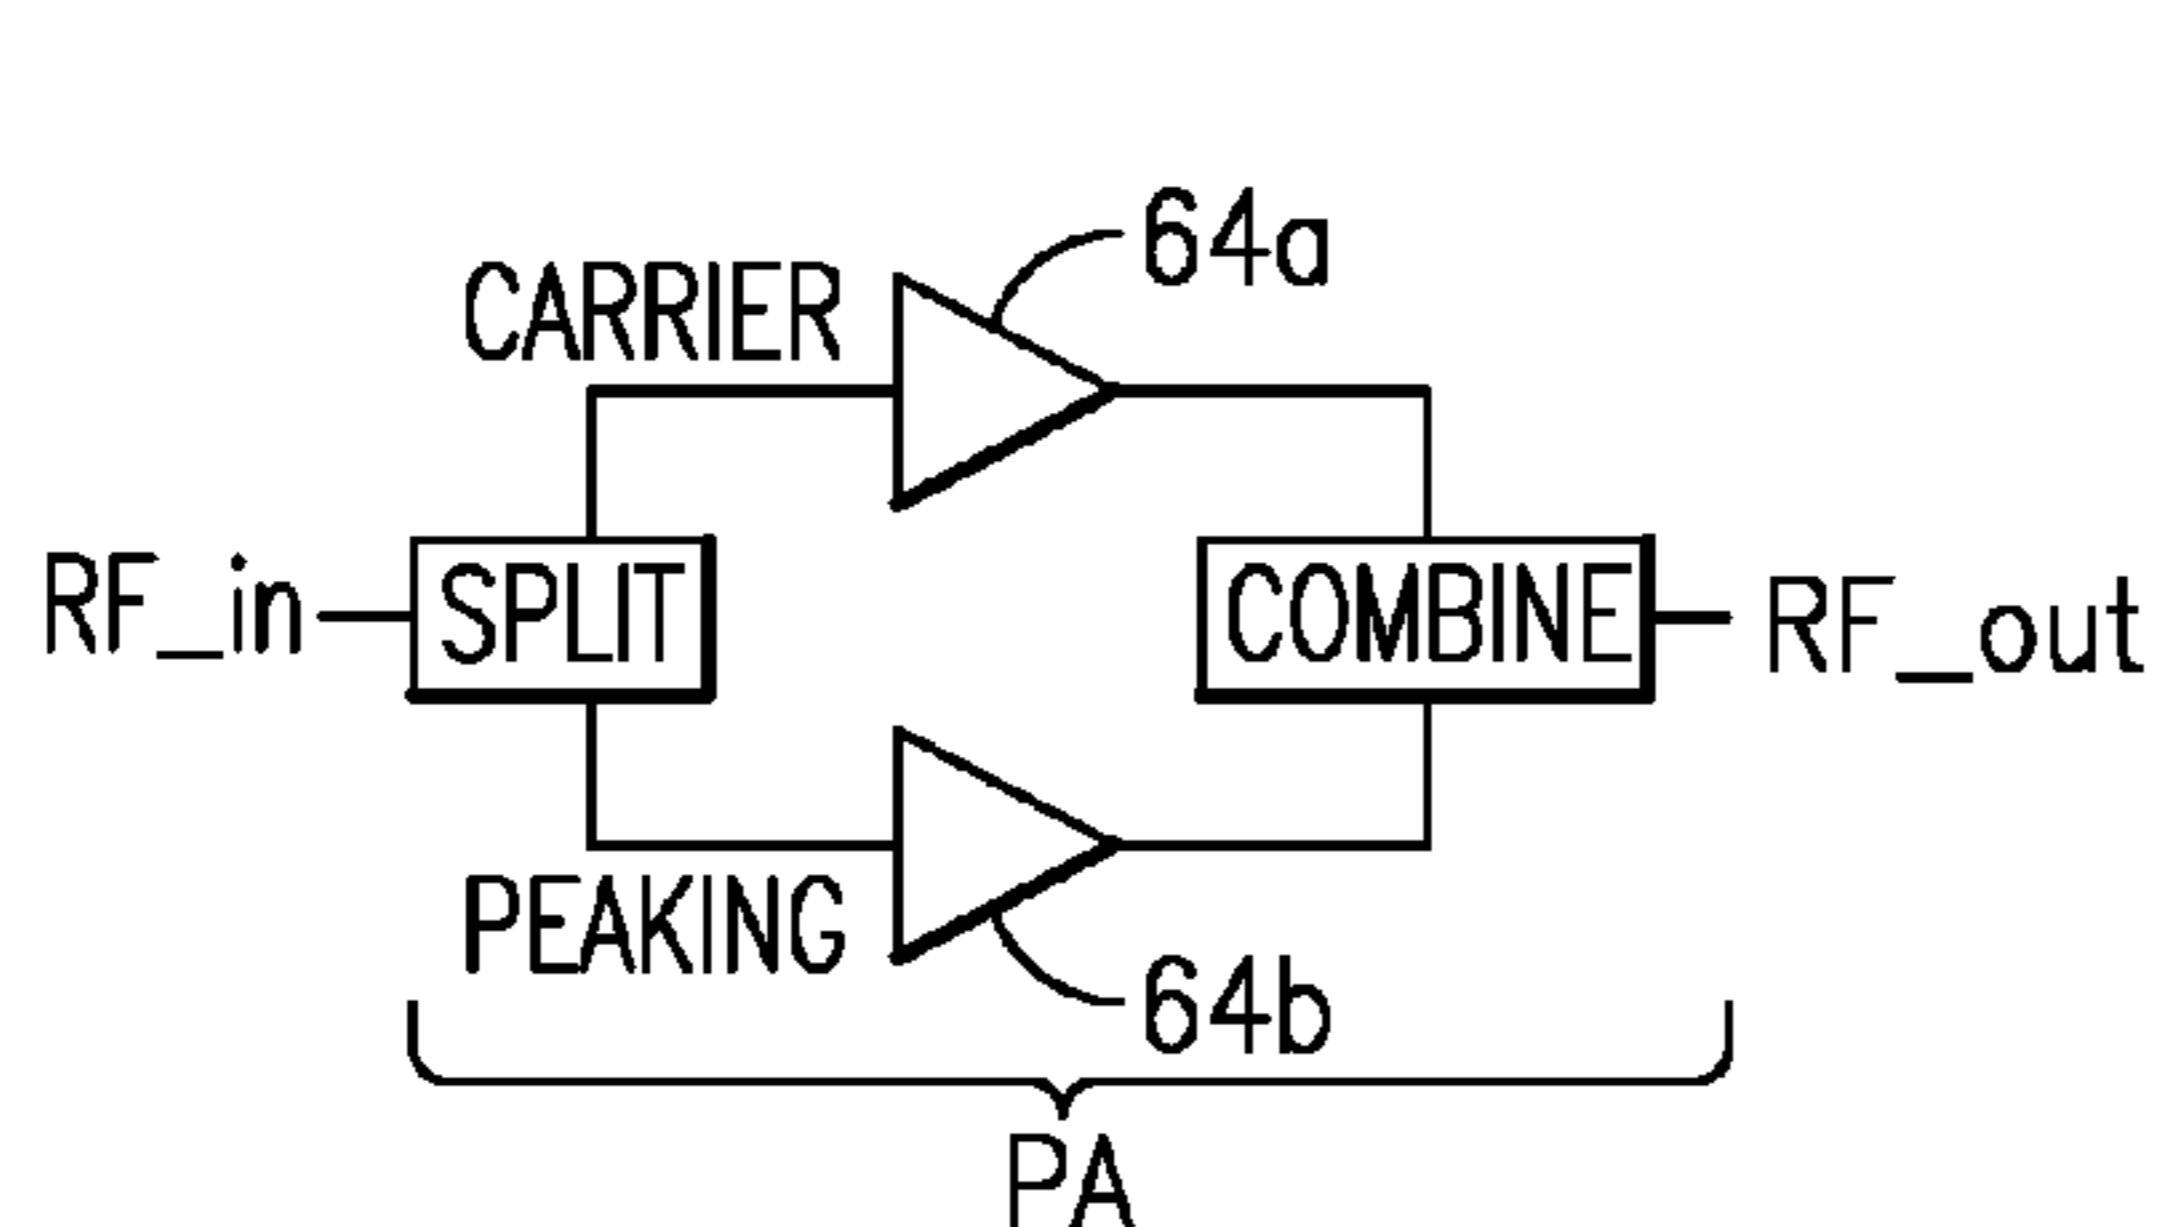 64a
CARRIER
RF_in
SPLIT
COMBINE
RF_out
PEAKING
64b
PA